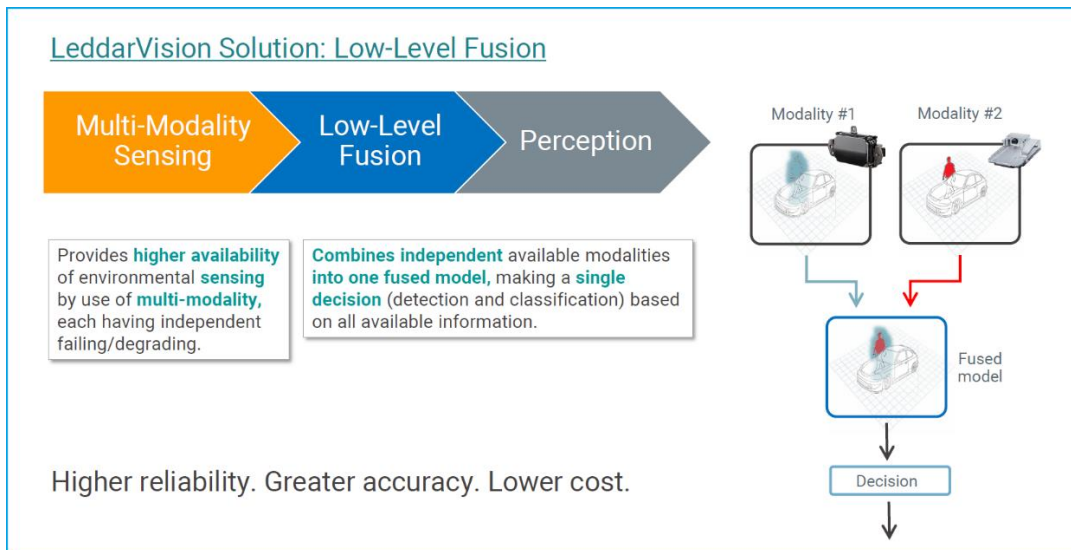 LeddarVision Solution: Low-Level Fusion
Multi-Modality
Sensing
Low-Level
Fusion
Perception
Provides higher availability
of environmental sensing
by use of multi-modality,
each having independent
failing/degrading.
Combines independent available modalities
into one fused model, making a single
decision (detection and classification) based
on all available information.
Higher reliability. Greater accuracy. Lower cost.
Modality #1
Modality #2
Fused
model
Decision